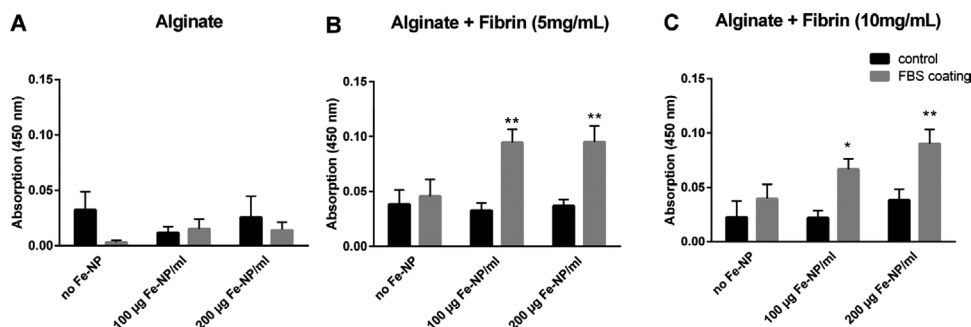 A
Alginate
Absorption (450 nm)
0.15
0.10
0.05
0.00
no Fe-NP
100 µg Fe-NP/ml
200 µg Fe-NP/ml
B
Alginate + Fibrin (5mg/mL)
Absorption (450 nm)
0.15
0.10
0.05
0.00
**
**
no Fe-NP
100 µg Fe-NP/ml
200 µg Fe-NP/ml
C
Alginate + Fibrin (10mg/mL)
control
FBS coating
Absorption (450 nm)
0.15
0.10
0.05
0.00
*
**
no Fe-NP
100 µg Fe-NP/ml
200 µg Fe-NP/ml